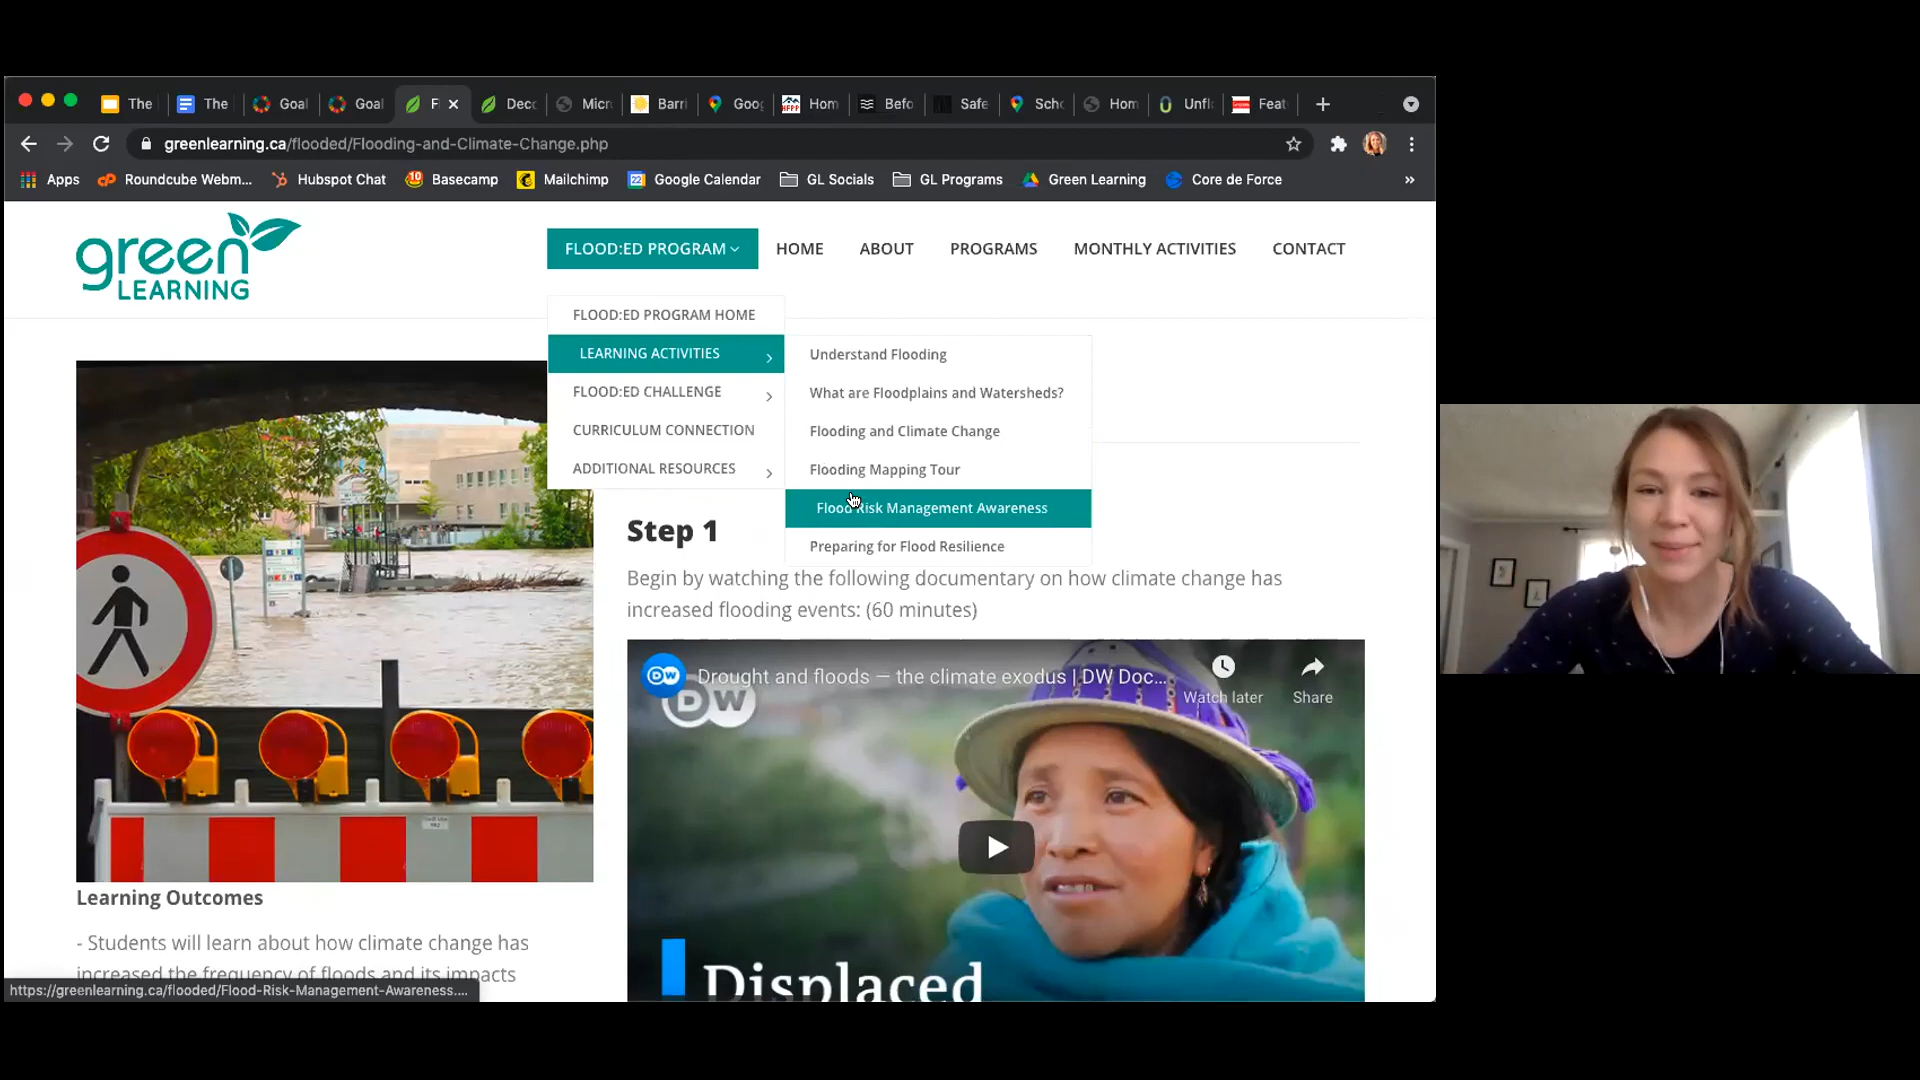 The
The
Goal
Goal
F
Deco
Micr
Barri
Goog
Hom
Befo
Safe
Scho
Hom
Unfl
Feat
greenlearning.ca/flooded/Flooding-and-Climate-Change.php
Apps
Roundcube Webm...
Hubspot Chat
10
Basecamp
Mailchimp
22
Google Calendar
GL Socials
GL Programs
Green Learning
Core de Force
»
green
LEARNING
FLOOD:ED PROGRAM
HOME
ABOUT
PROGRAMS
MONTHLY ACTIVITIES
CONTACT
FLOOD:ED PROGRAM HOME
LEARNING ACTIVITIES
FLOOD:ED CHALLENGE
CURRICULUM CONNECTION
ADDITIONAL RESOURCES
Understand Flooding
What are Floodplains and Watersheds?
Flooding and Climate Change
Flooding Mapping Tour
Flood Risk Management Awareness
Preparing for Flood Resilience
Step 1
Begin by watching the following documentary on how climate change has
increased flooding events: (60 minutes)
DW
Drought and floods — the climate exodus | DW Doc...
Watch later
Share
DW
Displaced
Learning Outcomes
- Students will learn about how climate change has
increased the frequency of floods and its impacts
https://greenlearning.ca/flooded/Flood-Risk-Management-Awareness....